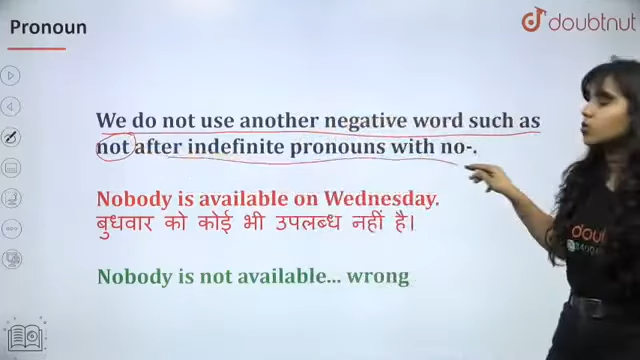 Pronoun
doubtnut
We do not use another negative word such as
not after indefinite pronouns with no-.
Nobody is available on Wednesday.
बुधवार को कोई भी उपलब्ध नहीं है।
Nobody is not available... wrong